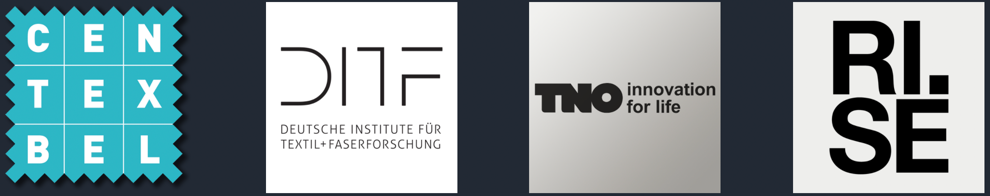 CEN
TEX
BEL
DITF
DEUTSCHE INSTITUTE FÜR
TEXTIL+FASERFORSCHUNG
TNO innovation
for life
RI.
SE